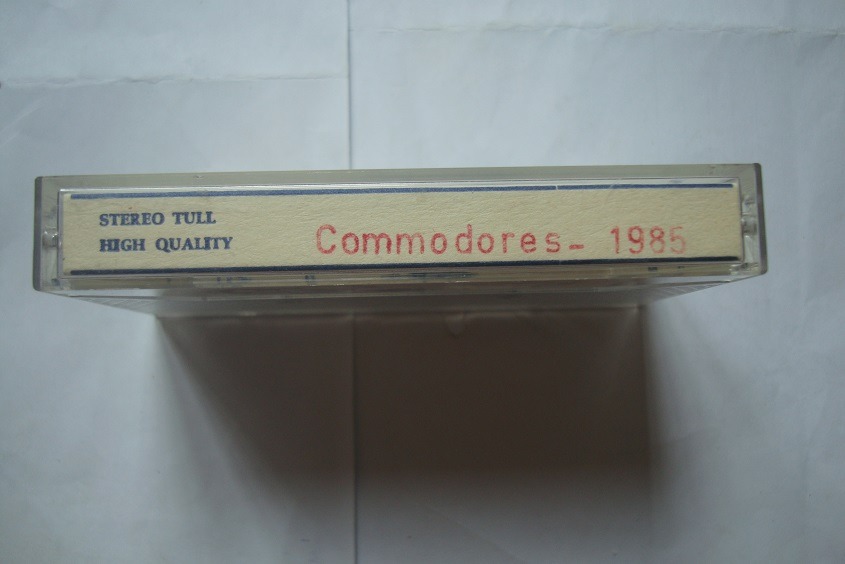 STEREO TULL
HIGH QUALITY
Commodores- 1985